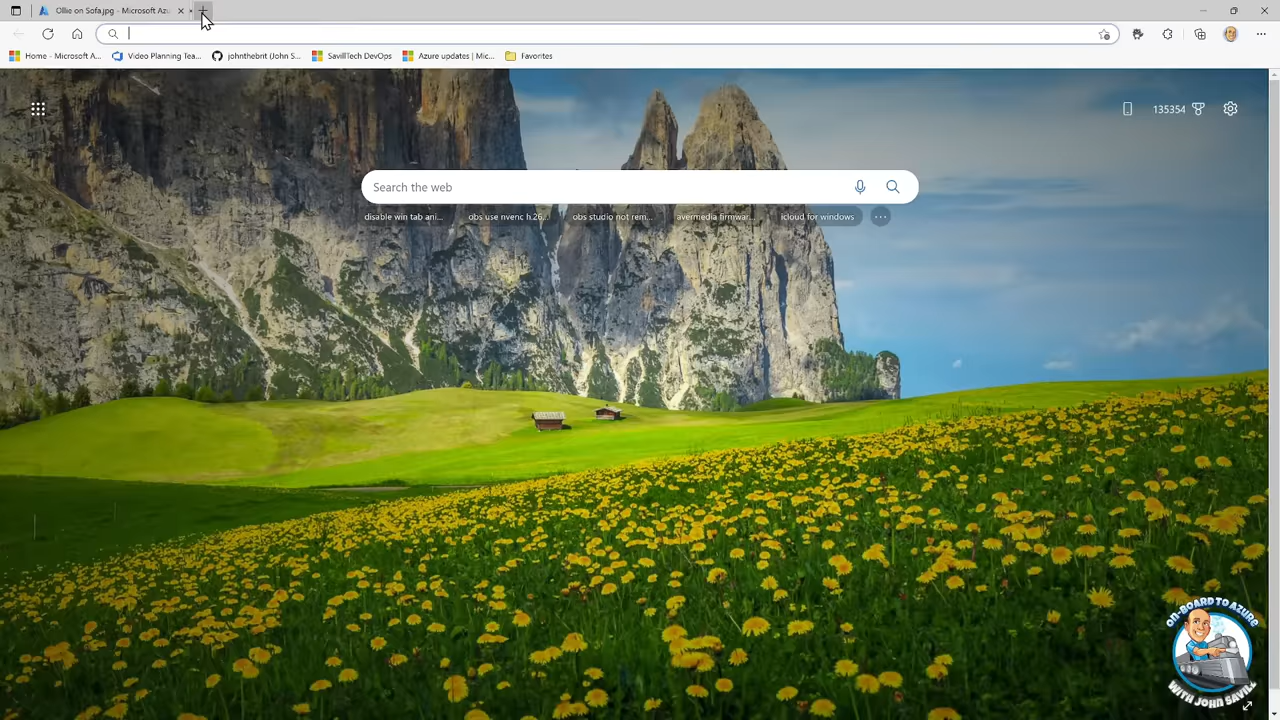 Ollie on Sofa.jpg - Microsoft Azu
Home - Microsoft A...
Video Planning Tea...
johnthebrit (John S...
SavillTech DevOps
Azure updates | Mic...
Favorites
135354
Search the web
disable win tab ani...
obs use nvenc h.26...
obs studio not rem...
avermedia firmwar...
icloud for windows
ON-BOARD TO AZURE
WITH JOHN SAVILL